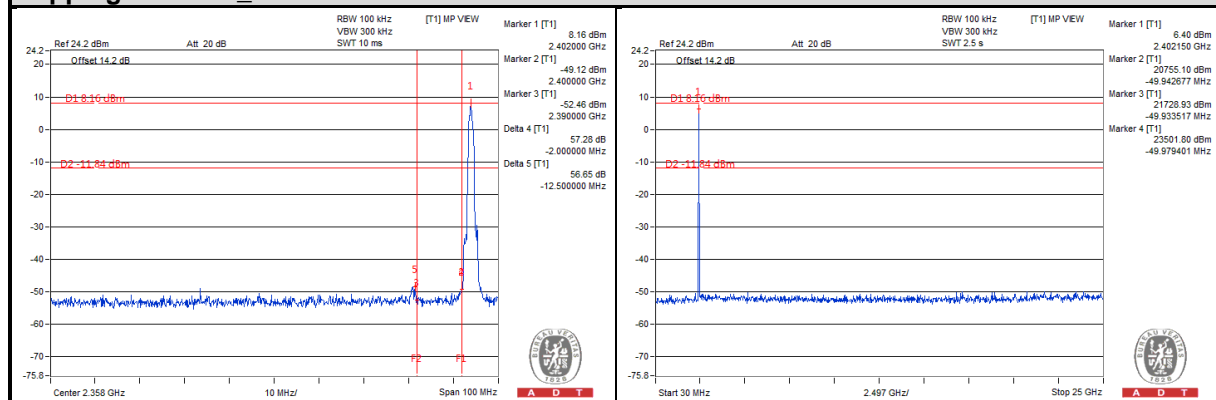 RBW 100 kHz
VBW 300 kHz
SWT 10 ms
[T1] MP VIEW
Ref 24.2 dBm
Att 20 dB
Offset 14.2 dB
24.2
20
10
0
-10
-20
-30
-40
-50
-60
-70
-75.8
D1 8.16 dBm
D2 -11.84 dBm
1
5
3
F2
F1
Center 2.358 GHz
10 MHz/
Span 100 MHz
Marker 1 [T1]
8.16 dBm
2.402000 GHz
Marker 2 [T1]
-49.12 dBm
2.400000 GHz
Marker 3 [T1]
-52.46 dBm
2.390000 GHz
Delta 4 [T1]
57.28 dB
-2.000000 MHz
Delta 5 [T1]
56.65 dB
-12.500000 MHz
BUREAU VERITAS
1828
A D T
RBW 100 kHz
VBW 300 kHz
SWT 2.5 s
[T1] MP VIEW
Ref 24.2 dBm
Att 20 dB
Offset 14.2 dB
24.2
20
10
0
-10
-20
-30
-40
-50
-60
-70
-75.8
D1 8.16 dBm
D2 -11.84 dBm
1
Start 30 MHz
2.497 GHz/
Stop 25 GHz
Marker 1 [T1]
6.40 dBm
2.402150 GHz
Marker 2 [T1]
20755.10 dBm
-49.942677 MHz
Marker 3 [T1]
21728.93 dBm
-49.933517 MHz
Marker 4 [T1]
23501.80 dBm
-49.979401 MHz
BUREAU VERITAS
1828
A D T